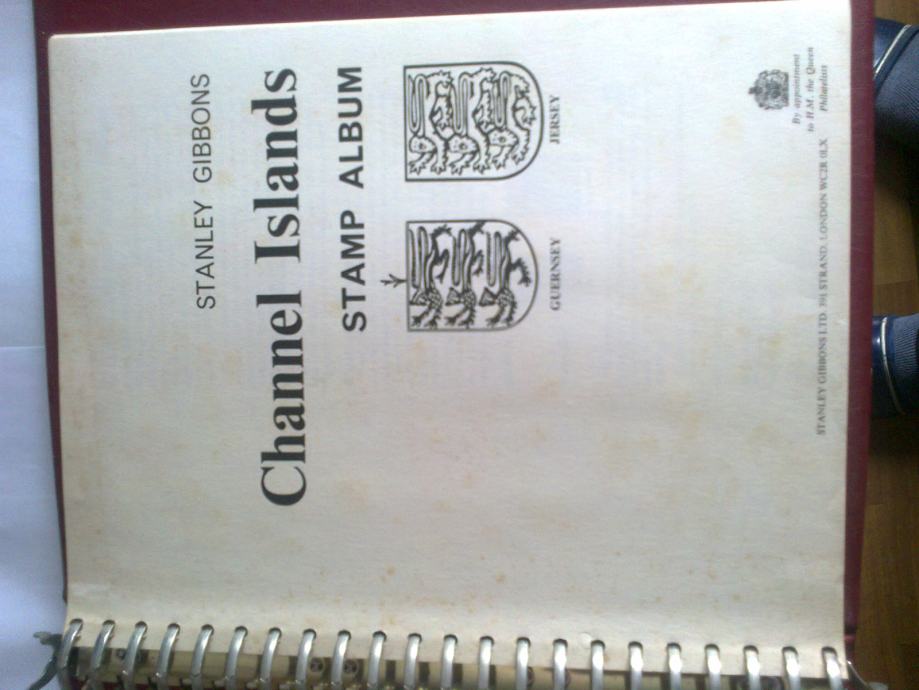 STANLEY GIBBONS
Channel Islands
STAMP ALBUM
GUERNSEY
JERSEY
By appointment
to H.M. the Queen
Philatelists
STANLEY GIBBONS LTD. 391, STRAND, LONDON WC2R 0LX